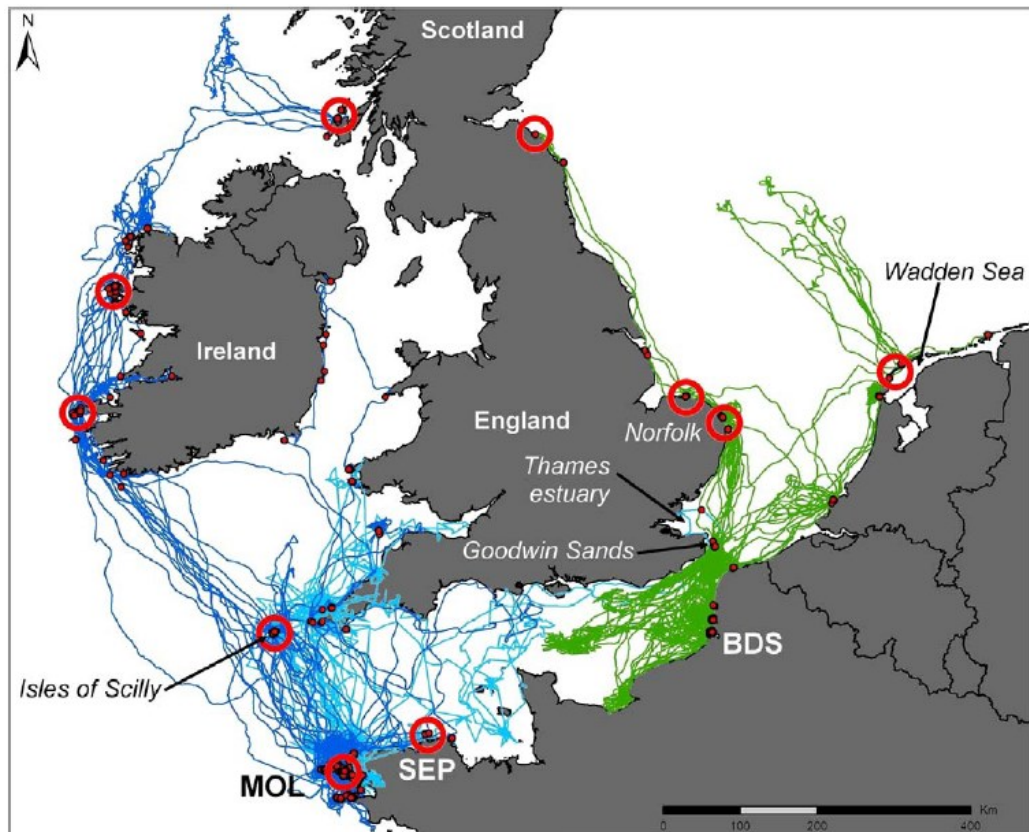 N
Scotland
Wadden Sea
Ireland
England
Norfolk
Thames
estuary
Goodwin Sands
BDS
Isles of Scilly
SEP
MOL
Km
0 100 200 400